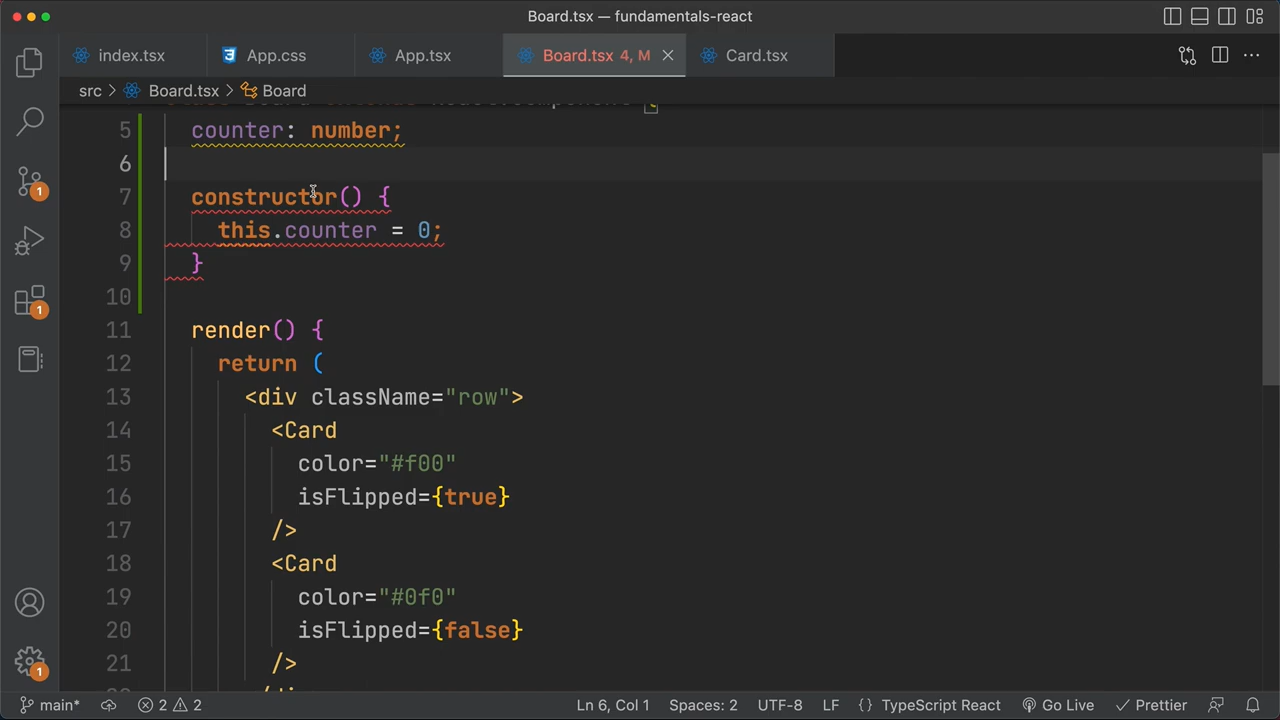 Board.tsx — fundamentals-react
index.tsx
App.css
App.tsx
Board.tsx 4, M
Card.tsx
src > Board.tsx > Board
5 counter: number;
6
7 constructor() {
8 this.counter = 0;
9 }
10
11 render() {
12 return (
13 <div className="row">
14 <Card
15 color="#f00"
16 isFlipped={true}
17 />
18 <Card
19 color="#0f0"
20 isFlipped={false}
21 />
1
1
1
main* 2 2 Ln 6, Col 1 Spaces: 2 UTF-8 LF {} TypeScript React Go Live Prettier